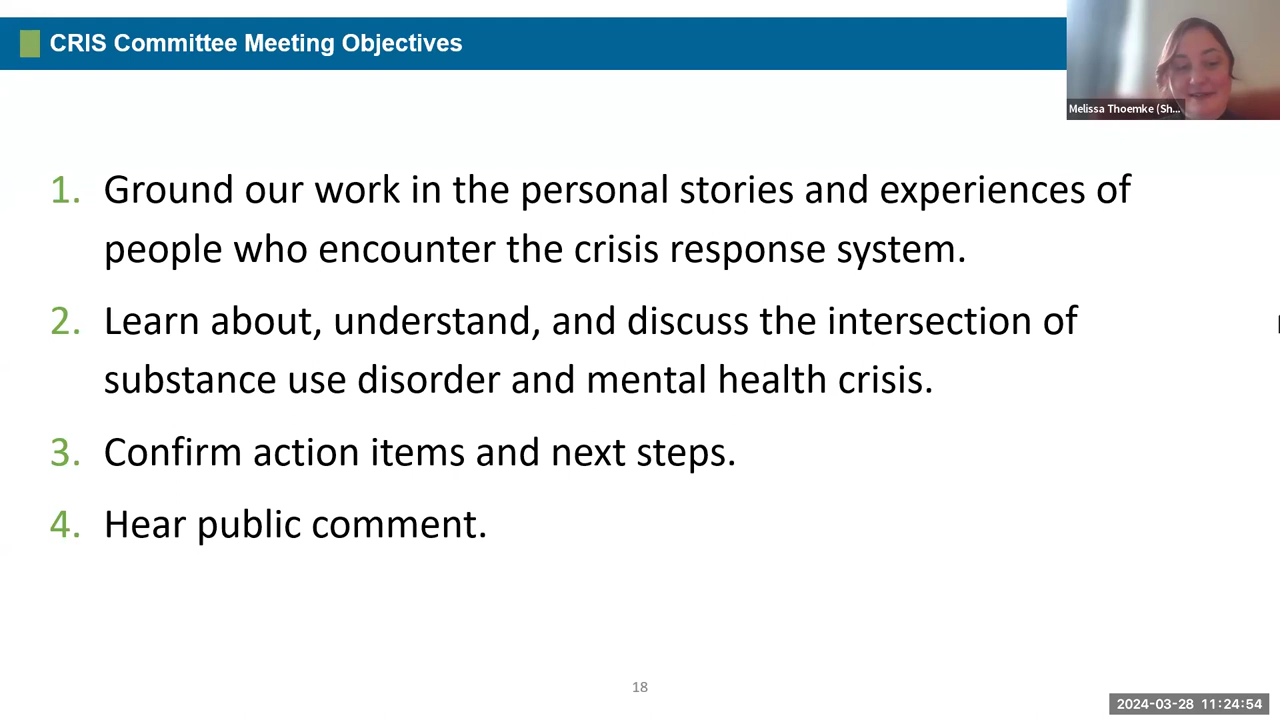 CRIS Committee Meeting Objectives
Melissa Thoemke (Sh...
1. Ground our work in the personal stories and experiences of
people who encounter the crisis response system.
2. Learn about, understand, and discuss the intersection of
substance use disorder and mental health crisis.
3. Confirm action items and next steps.
4. Hear public comment.
18
2024-03-28 11:24:54